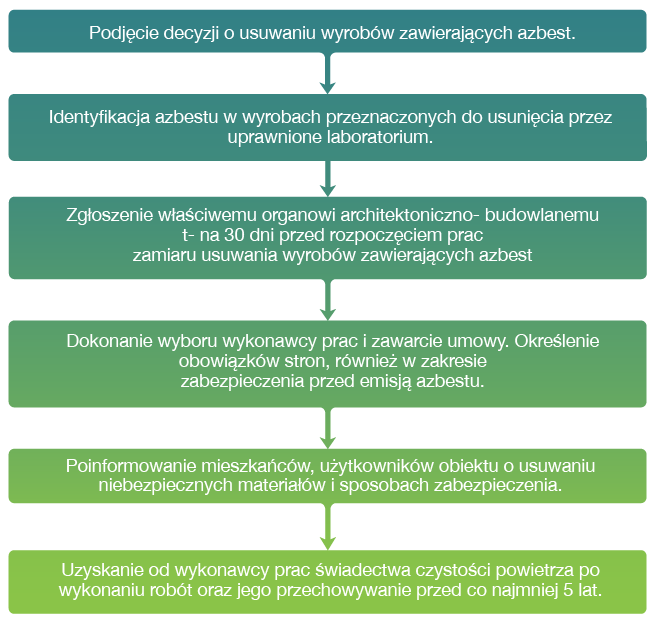 Podjęcie decyzji o usuwaniu wyrobów zawierających azbest.
Identyfikacja azbestu w wyrobach przeznaczonych do usunięcia przez
uprawnione laboratorium.
Zgłoszenie właściwemu organowi architektoniczno- budowlanemu
t- na 30 dni przed rozpoczęciem prac
zamiaru usuwania wyrobów zawierających azbest
Dokonanie wyboru wykonawcy prac i zawarcie umowy. Określenie
obowiązków stron, również w zakresie
zabezpieczenia przed emisją azbestu.
Poinformowanie mieszkańców, użytkowników obiektu o usuwaniu
niebezpiecznych materiałów i sposobach zabezpieczenia.
Uzyskanie od wykonawcy prac świadectwa czystości powietrza po
wykonaniu robót oraz jego przechowywanie przed co najmniej 5 lat.